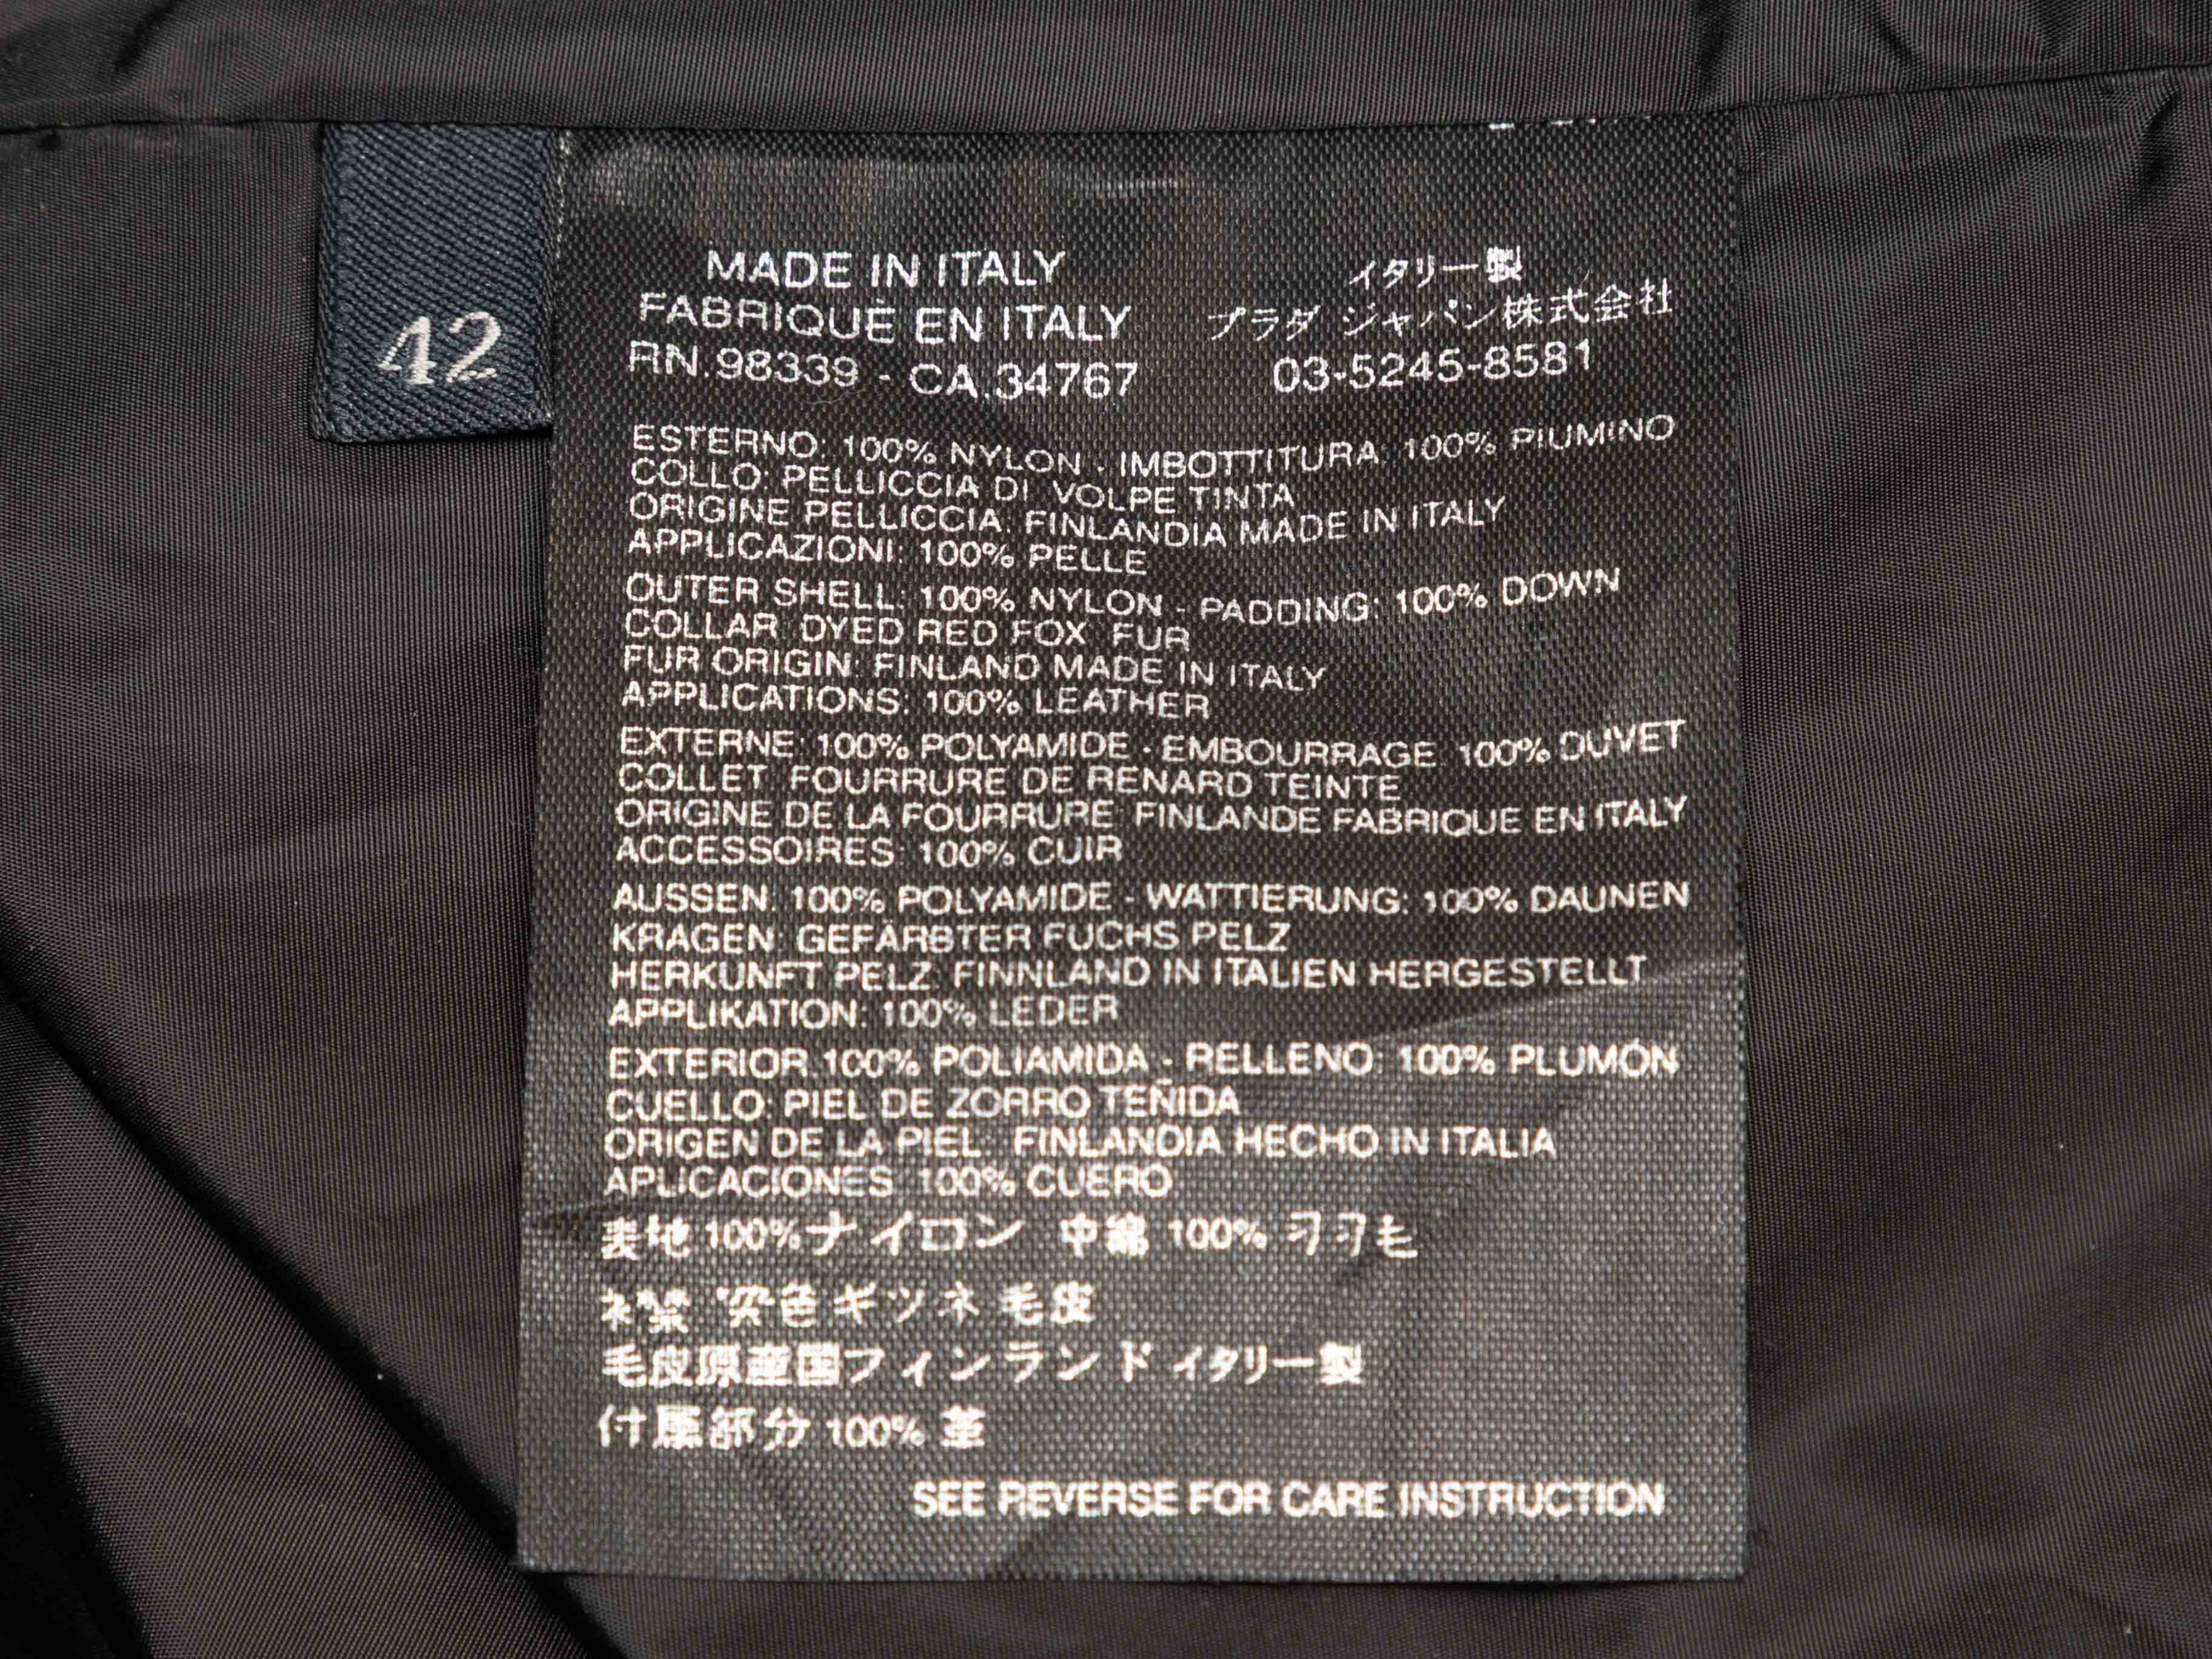 42
MADE IN ITALY
FABRIQUÉ EN ITALY
RN.98339 - CA.34767
イタリー製
プラダ ジャパン株式会社
03-5245-8581
ESTERNO: 100% NYLON - IMBOTTITURA: 100% PIUMINO
COLLO: PELLICCIA DI VOLPE TINTA
ORIGINE PELLICCIA: FINLANDIA MADE IN ITALY
APPLICAZIONI: 100% PELLE
OUTER SHELL: 100% NYLON - PADDING: 100% DOWN
COLLAR: DYED RED FOX FUR
FUR ORIGIN: FINLAND MADE IN ITALY
APPLICATIONS: 100% LEATHER
EXTERNE: 100% POLYAMIDE - EMBOURRAGE 100% DUVET
COLLET FOURRURE DE RENARD TEINTE
ORIGINE DE LA FOURRURE FINLANDE FABRIQUE EN ITALY
ACCESSOIRES: 100% CUIR
AUSSEN: 100% POLYAMIDE - WATTIERUNG: 100% DAUNEN
KRAGEN: GEFÄRBTER FUCHS PELZ
HERKUNFT PELZ: FINNLAND IN ITALIEN HERGESTELLT
APPLIKATION: 100% LEDER
EXTERIOR 100% POLIAMIDA - RELLENO: 100% PLUMÓN
CUELLO: PIEL DE ZORRO TEÑIDA
ORIGEN DE LA PIEL: FINLANDIA HECHO IN ITALIA
APLICACIONES 100% CUERO
表地 100% ナイロン 中綿 100% 羽毛
襟 染色キツネ 毛皮
毛皮原産国フィンランド イタリー製
付属部分 100% 革
SEE REVERSE FOR CARE INSTRUCTION